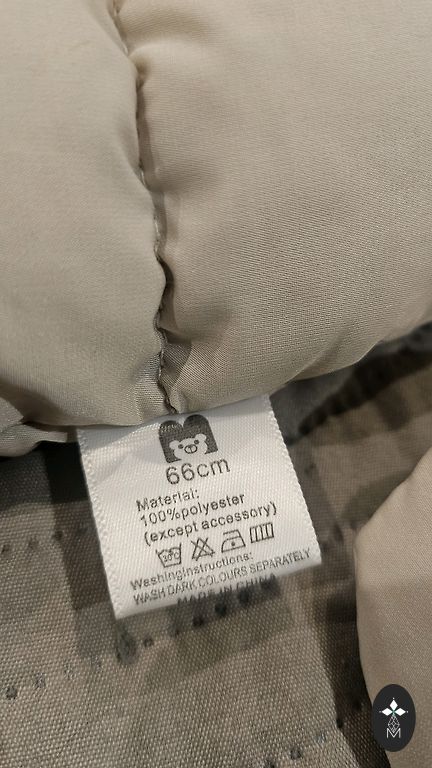 66cm
Material:
100%polyester
(except accessory)
WashingInstructions:
WASH DARK COLOURS SEPARATELY
MADE IN CHINA